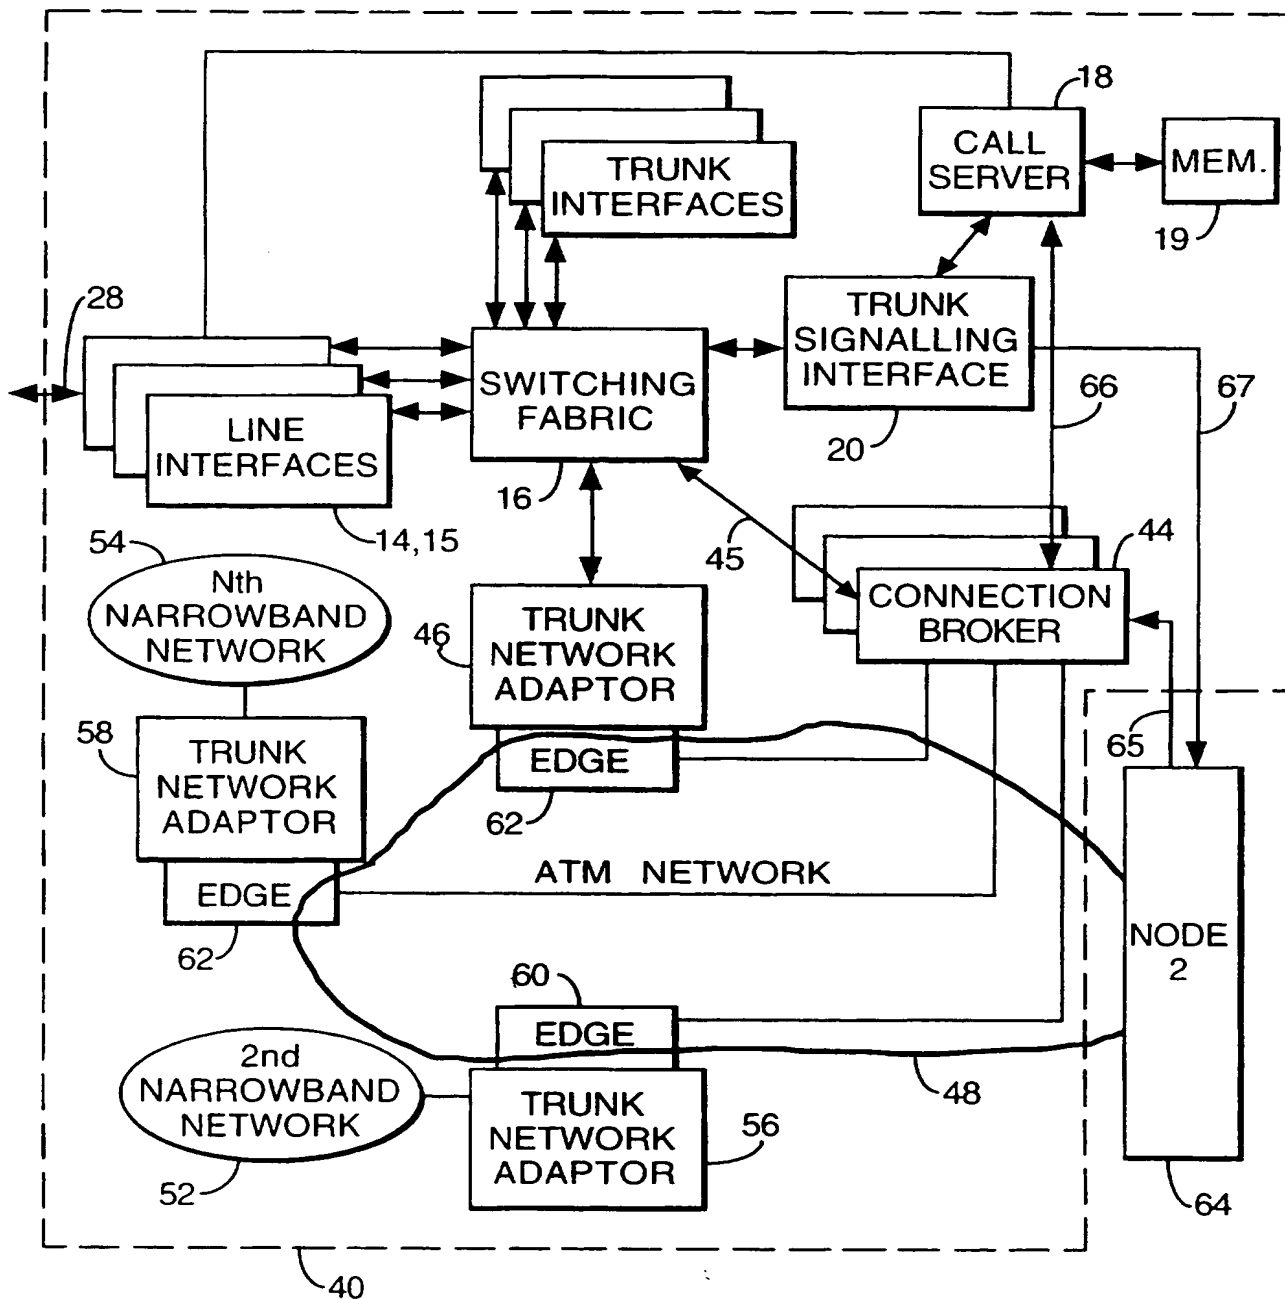 18
CALL
SERVER
MEM.
19
TRUNK
INTERFACES
28
TRUNK
SIGNALLING
INTERFACE
20
SWITCHING
FABRIC
16
66
67
LINE
INTERFACES
14,15
45
44
CONNECTION
BROKER
54
Nth
NARROWBAND
NETWORK
46
TRUNK
NETWORK
ADAPTOR
EDGE
62
65
58
TRUNK
NETWORK
ADAPTOR
EDGE
62
ATM NETWORK
NODE
2
64
60
EDGE
TRUNK
NETWORK
ADAPTOR
56
48
2nd
NARROWBAND
NETWORK
52
40